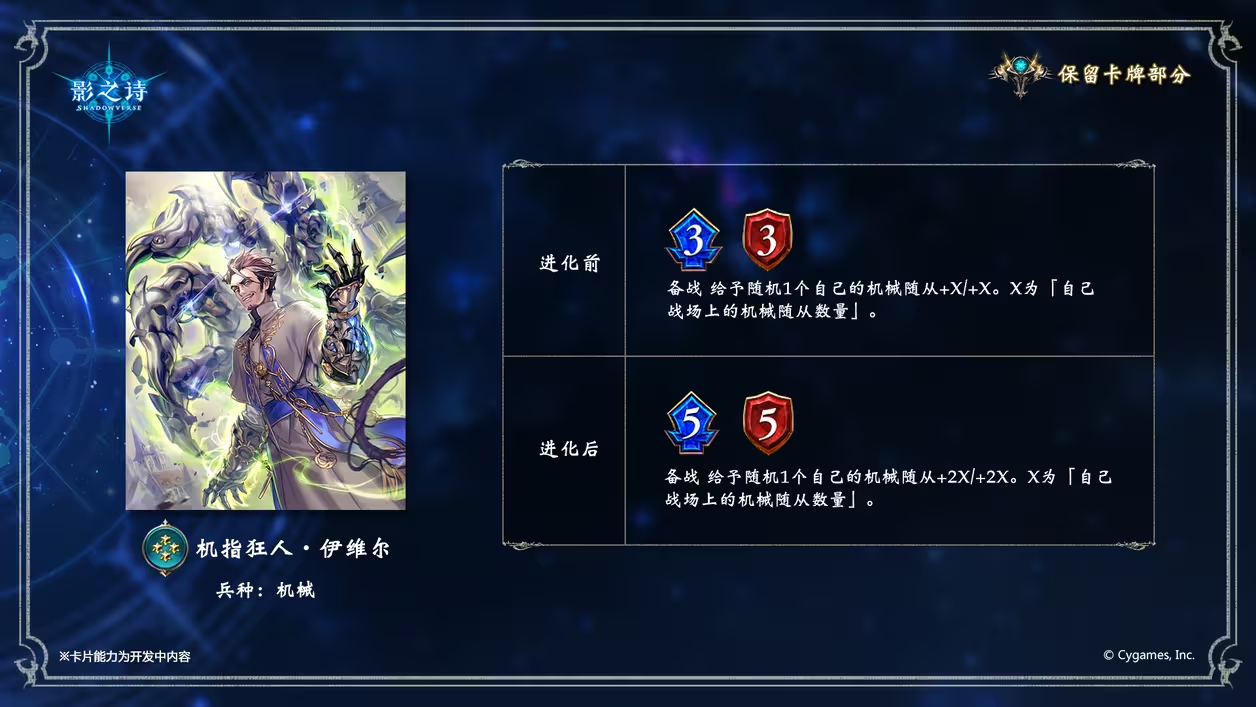 影之诗
SHADOWVERSE
保留卡牌部分
进化前
3 3
备战 给予随机1个自己的机械随从+X/+X。X为「自己
战场上的机械随从数量」。
进化后
5 5
备战 给予随机1个自己的机械随从+2X/+2X。X为「自己
战场上的机械随从数量」。
机指狂人·伊维尔
兵种：机械
※卡片能力为开发中内容
© Cygames, Inc.